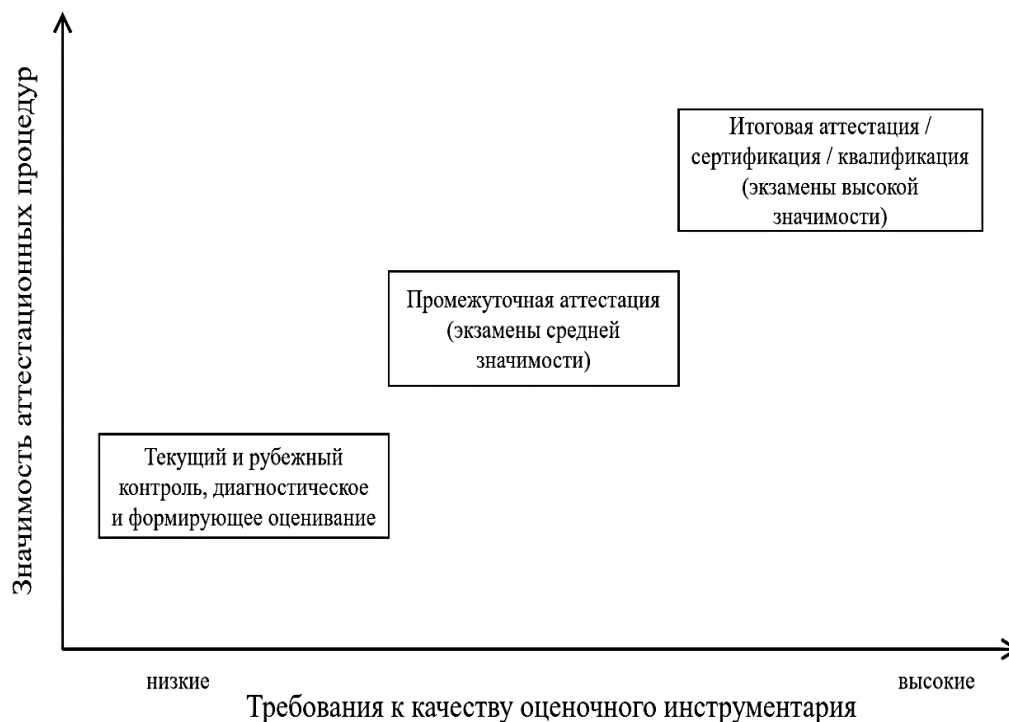 Значимость аттестационных процедур
Итоговая аттестация /
сертификация / квалификация
(экзамены высокой
значимости)
Промежуточная аттестация
(экзамены средней
значимости)
Текущий и рубежный
контроль, диагностическое
и формирующее оценивание
низкие
высокие
Требования к качеству оценочного инструментария